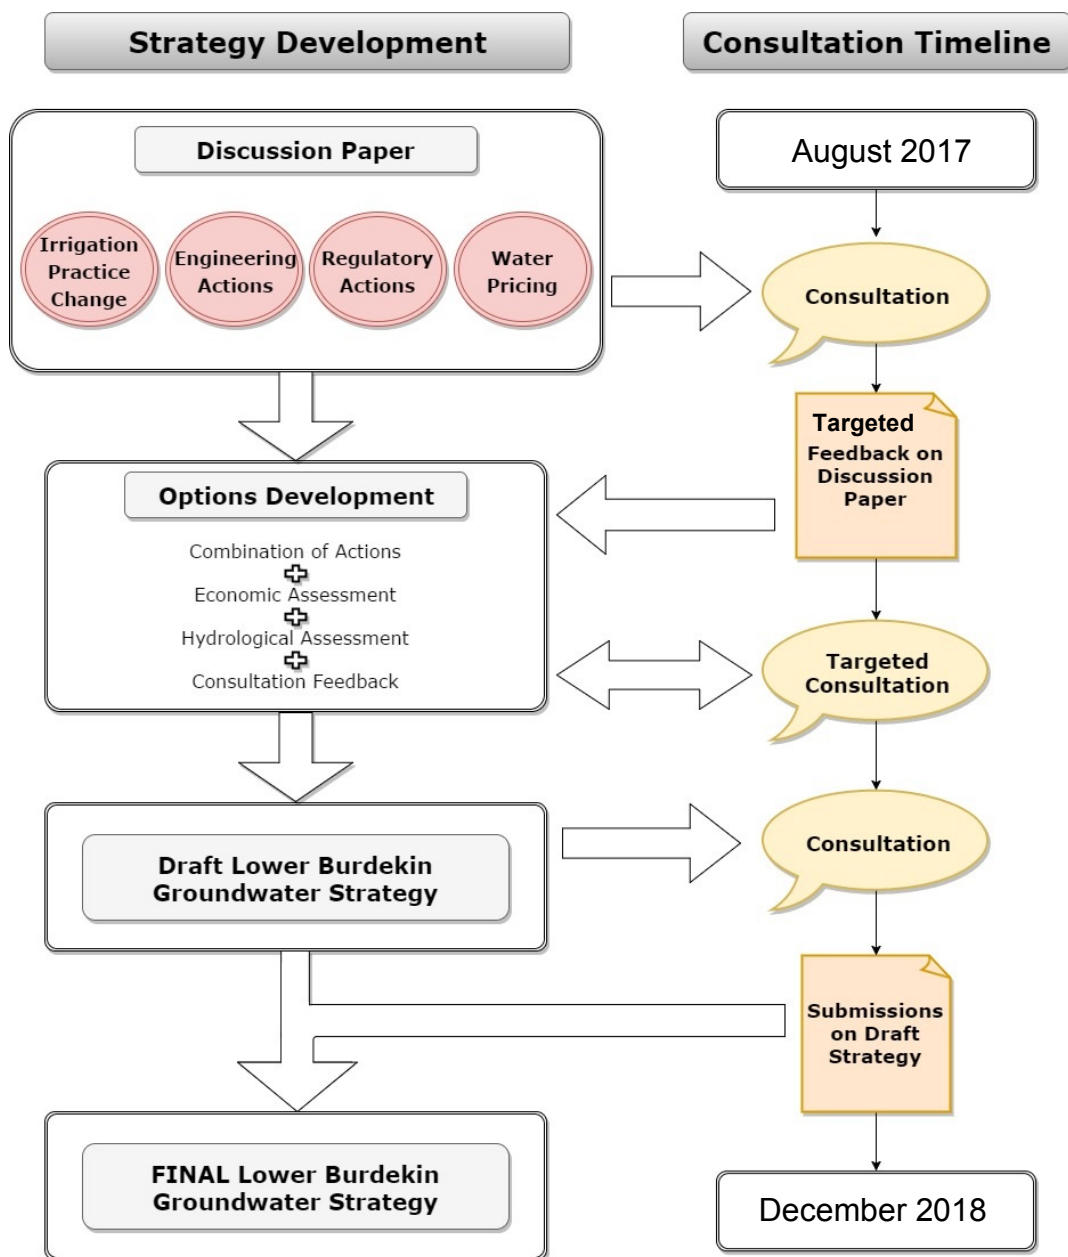 Strategy Development
Consultation Timeline
Discussion Paper
Irrigation
Practice
Change
Engineering
Actions
Regulatory
Actions
Water
Pricing
August 2017
Consultation
Targeted
Feedback on
Discussion
Paper
Options Development
Combination of Actions
Economic Assessment
Hydrological Assessment
Consultation Feedback
Targeted
Consultation
Draft Lower Burdekin
Groundwater Strategy
Consultation
Submissions
on Draft
Strategy
FINAL Lower Burdekin
Groundwater Strategy
December 2018